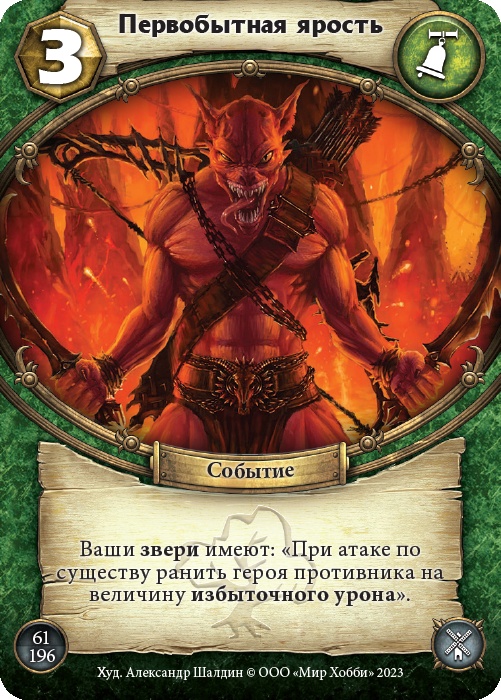 Первобытная ярость
3
Событие
Ваши звери имеют: «При атаке по
существу ранить героя противника на
величину избыточного урона».
61
196
Худ. Александр Шалдин © ООО «Мир Хобби» 2023